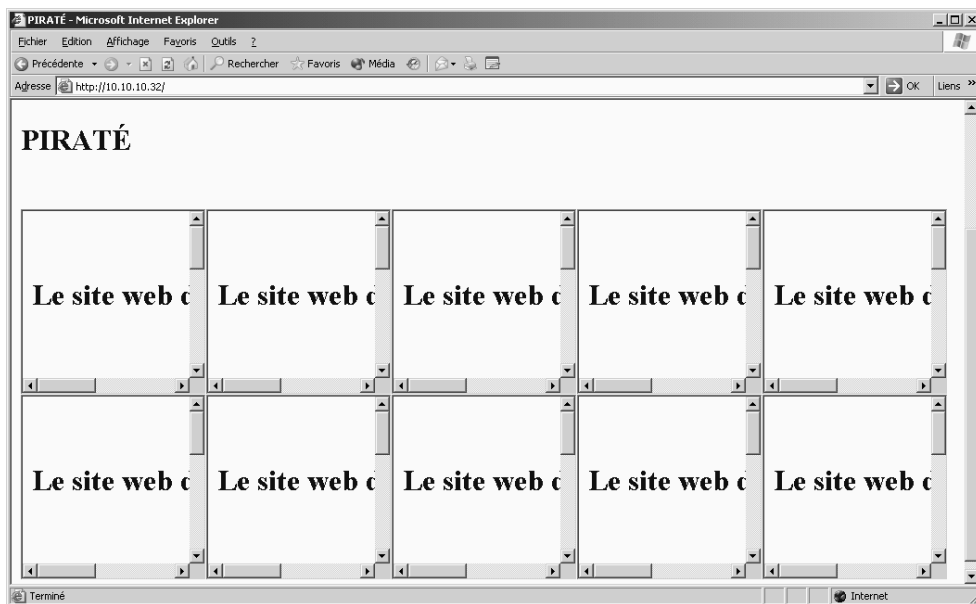 PIRATÉ - Microsoft Internet Explorer
Fichier Edition Affichage Favoris Outils ?
Précédente Rechercher Favoris Média
Adresse http://10.10.10.32/ OK Liens »
PIRATÉ
Le site web d Le site web d Le site web d Le site web d Le site web d
Le site web d Le site web d Le site web d Le site web d Le site web d
Terminé Internet